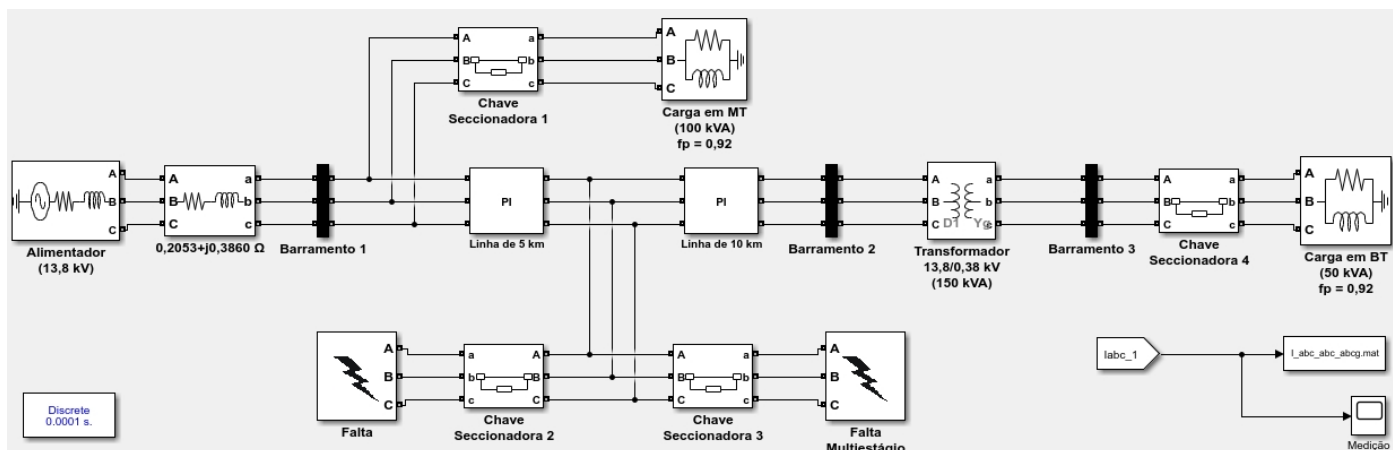 A
B
C
a
b
c
Chave
Seccionadora 1
A
B
C
Carga em MT
(100 kVA)
fp = 0,92
A
B
C
Alimentador
(13,8 kV)
A
B
C
a
b
c
0,2053+j0,3860 Ω
Barramento 1
PI
Linha de 5 km
PI
Linha de 10 km
Barramento 2
A
B
C
D1 Yg
a
b
c
Transformador
13,8/0,38 kV
(150 kVA)
Barramento 3
A
B
C
a
b
c
Chave
Seccionadora 4
A
B
C
Carga em BT
(50 kVA)
fp = 0,92
Discrete
0.0001 s.
A
B
C
Falta
a
b
c
A
B
C
Chave
Seccionadora 2
A
B
C
a
b
c
Chave
Seccionadora 3
A
B
C
Falta
Multiestágio
Iabc_1
I_abc_abc_abcg.mat
Medição